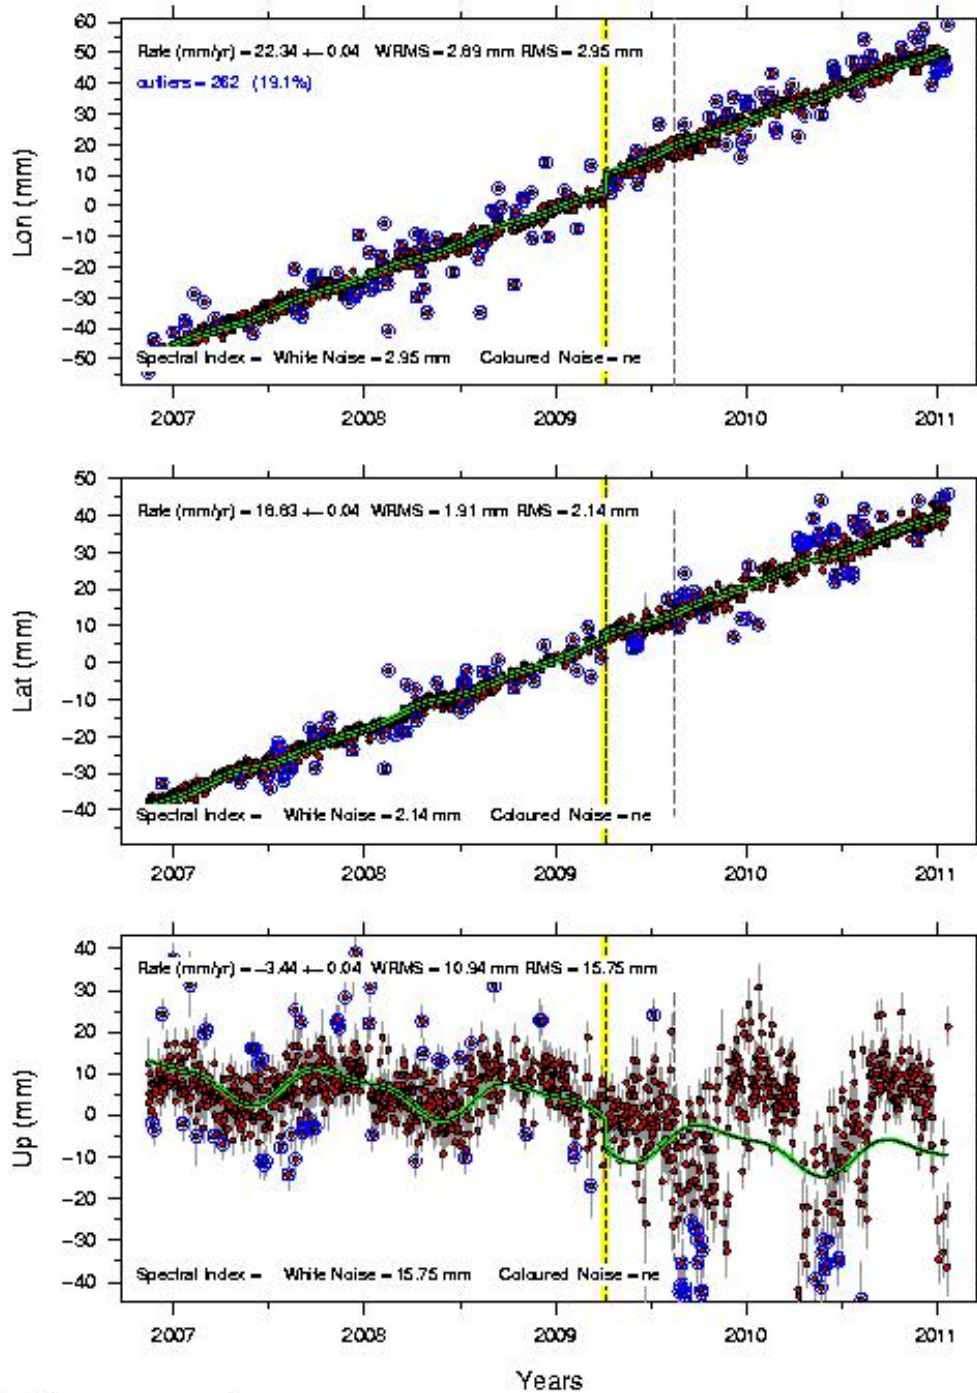 60
Rate (mm/yr) = 22.34 +- 0.04 WRMS = 2.69 mm RMS = 2.95 mm
50
outliers = 262 (19.1%)
40
30
20
10
0
-10
-20
-30
-40
-50
Lon (mm)
Spectral Index = White Noise = 2.95 mm Coloured Noise = ne
2007 2008 2009 2010 2011
50
Rate (mm/yr) = 16.63 +- 0.04 WRMS = 1.91 mm RMS = 2.14 mm
40
30
20
10
0
-10
-20
-30
-40
Lat (mm)
Spectral Index = White Noise = 2.14 mm Coloured Noise = ne
2007 2008 2009 2010 2011
40
Rate (mm/yr) = -3.44 +- 0.04 WRMS = 10.94 mm RMS = 15.75 mm
30
20
10
0
-10
-20
-30
-40
Up (mm)
Spectral Index = White Noise = 15.75 mm Coloured Noise = ne
2007 2008 2009 2010 2011
Years